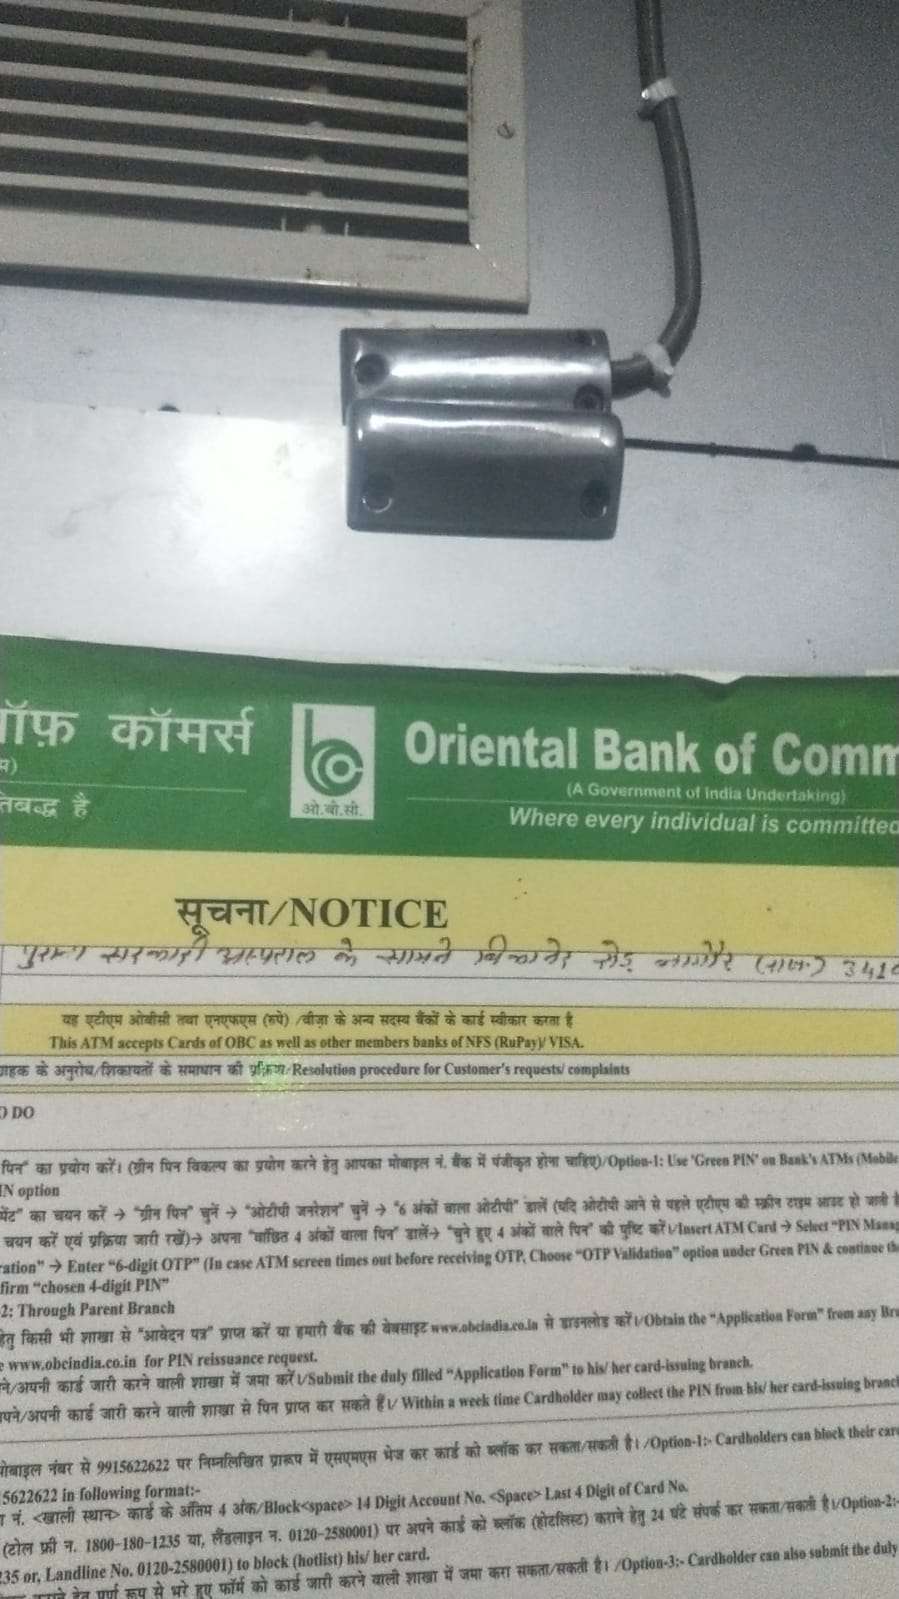 ऑफ़ कॉमर्स
Oriental Bank of Comm
(A Government of India Undertaking)
तिबद्ध है
ओ.बी.सी.
Where every individual is committed
सूचना/NOTICE
पुराना सरकारी अस्पताल के सामने बिकानेर रोड़ नागौर (राज.) 3410
यह एटीएम ओबीसी तथा एनएफएस (रुपे) /वीज़ा के अन्य सदस्य बैंकों के कार्ड स्वीकार करता है
This ATM accepts Cards of OBC as well as other members banks of NFS (RuPay)/ VISA.
ग्राहक के अनुरोध/शिकायतों के समाधान की प्रक्रिया/Resolution procedure for Customer's requests/ complaints
O DO
पिन" का प्रयोग करें। (ग्रीन पिन विकल्प का प्रयोग करने हेतु आपका मोबाइल नं. बैंक में पंजीकृत होना चाहिए)/Option-1: Use 'Green PIN' on Bank's ATMs (Mobile
IN option
मेंट" का चयन करें → "ग्रीन पिन" चुनें → "ओटीपी जनरेशन" चुनें → "6 अंकों वाला ओटीपी" डालें (यदि ओटीपी आने से पहले एटीएम की स्क्रीन टाइम आउट हो जाती है
चयन करें एवं प्रक्रिया जारी रखें)→ अपना "वांछित 4 अंकों वाला पिन" डालें→ "चुने हुए 4 अंकों वाले पिन" की पुष्टि करें।/Insert ATM Card → Select "PIN Manag
ration" → Enter "6-digit OTP" (In case ATM screen times out before receiving OTP, Choose "OTP Validation" option under Green PIN & continue th
firm "chosen 4-digit PIN"
2: Through Parent Branch
हेतु किसी भी शाखा से "आवेदन पत्र" प्राप्त करें या हमारी बैंक की वेबसाइट www.obcindia.co.in से डाउनलोड करें।/Obtain the "Application Form" from any Bra
e www.obcindia.co.in for PIN reissuance request.
ने/अपनी कार्ड जारी करने वाली शाखा में जमा करें।/Submit the duly filled "Application Form" to his/ her card-issuing branch.
पने/अपनी कार्ड जारी करने वाली शाखा से पिन प्राप्त कर सकते हैं।/ Within a week time Cardholder may collect the PIN from his/ her card-issuing branch
मोबाइल नंबर से 9915622622 पर निम्नलिखित प्रारूप में एसएमएस भेज कर कार्ड को ब्लॉक कर सकता/सकती है। /Option-1:- Cardholders can block their card
5622622 in following format:-
नं. <खाली स्थान> कार्ड के अंतिम 4 अंक/Block<space> 14 Digit Account No. <Space> Last 4 Digit of Card No.
(टोल फ्री न. 1800-180-1235 या, लैंडलाइन न. 0120-2580001) पर अपने कार्ड को ब्लॉक (होटलिस्ट) कराने हेतु 24 घंटे संपर्क कर सकता/सकती है।/Option-2:-
235 or, Landline No. 0120-2580001) to block (hotlist) his/ her card.
हेतु पूर्ण रूप से भरे हुए फॉर्म को कार्ड जारी करने वाली शाखा में जमा करा सकता/सकती है। /Option-3:- Cardholder can also submit the duly